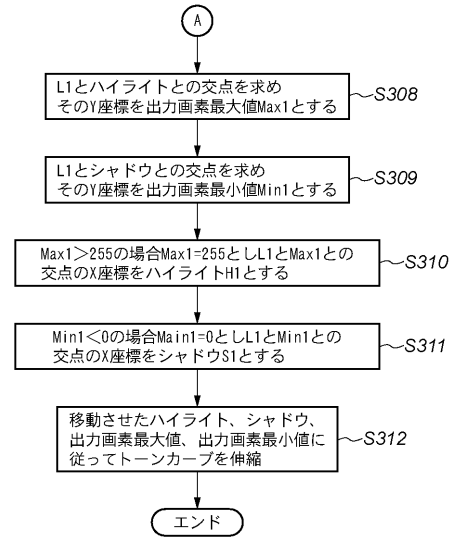 A
L1とハイライトとの交点を求め
そのY座標を出力画素最大値Max1とする
S308
L1とシャドウとの交点を求め
そのY座標を出力画素最小値Min1とする
S309
Max1＞255の場合Max1=255としL1とMax1との
交点のX座標をハイライトH1とする
S310
Min1＜0の場合Main1=0としL1とMin1との
交点のX座標をシャドウS1とする
S311
移動させたハイライト、シャドウ、
出力画素最大値、出力画素最小値に
従ってトーンカーブを伸縮
S312
エンド